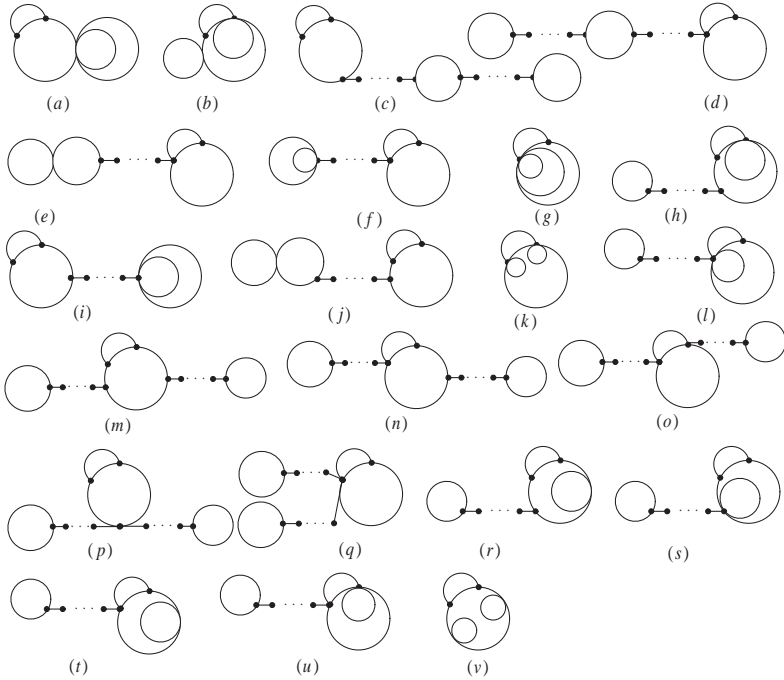 (a) (b) (c) (d)
(e) (f) (g) (h)
(i) (j) (k) (l)
(m) (n) (o)
(p) (q) (r) (s)
(t) (u) (v)